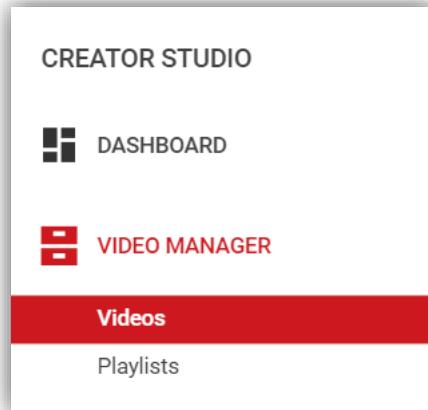 CREATOR STUDIO
DASHBOARD
VIDEO MANAGER
Videos
Playlists